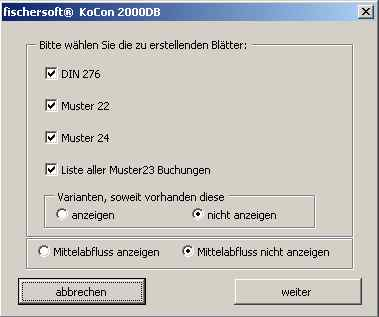 fischersoft® KoCon 2000DB
Bitte wählen Sie die zu erstellenden Blätter:
DIN 276
Muster 22
Muster 24
Liste aller Muster23 Buchungen
Varianten, soweit vorhanden diese
anzeigen nicht anzeigen
Mittelabfluss anzeigen Mittelabfluss nicht anzeigen
abbrechen weiter